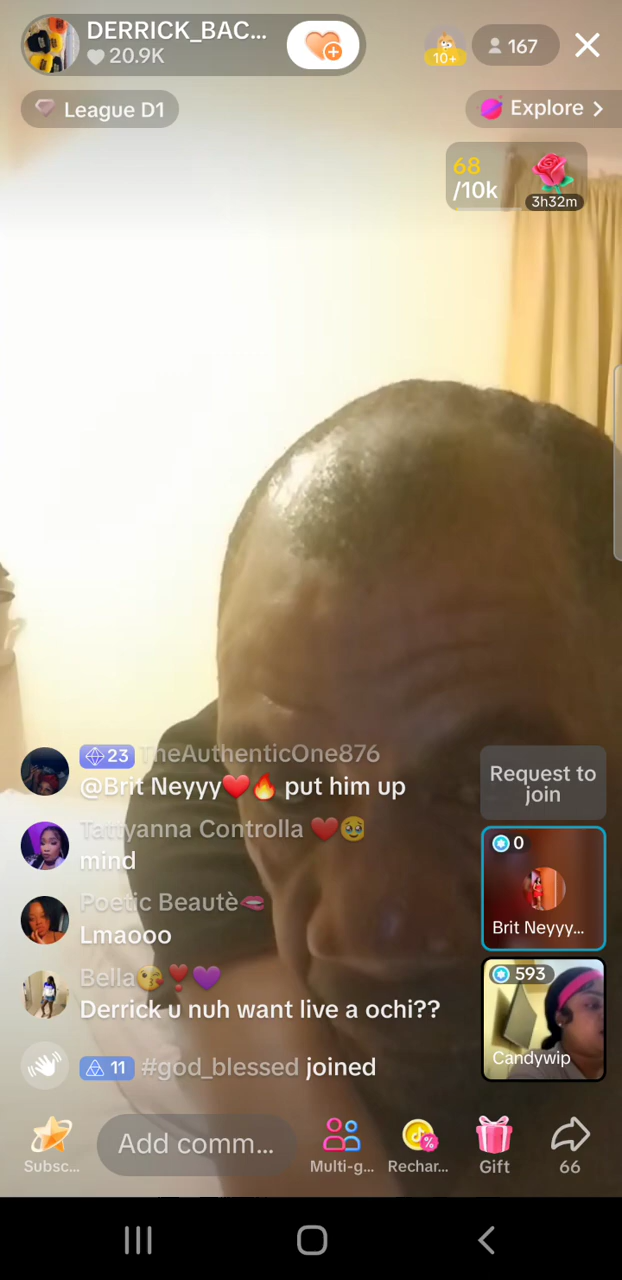 DERRICK_BAC...
20.9K
10+
167
League D1
Explore
68
/10k
3h32m
23 TheAuthenticOne876
@Brit Neyyy❤️🔥 put him up
Tattyanna Controlla ❤️🥹
mind
Poetic Beautè🫦
Lmaooo
Bella😘❣️💜
Derrick u nuh want live a ochi??
11 #god_blessed joined
Request to
join
0
Brit Neyyy...
593
Candywip
Subsc...
Add comm...
Multi-g...
Rechar...
Gift
66